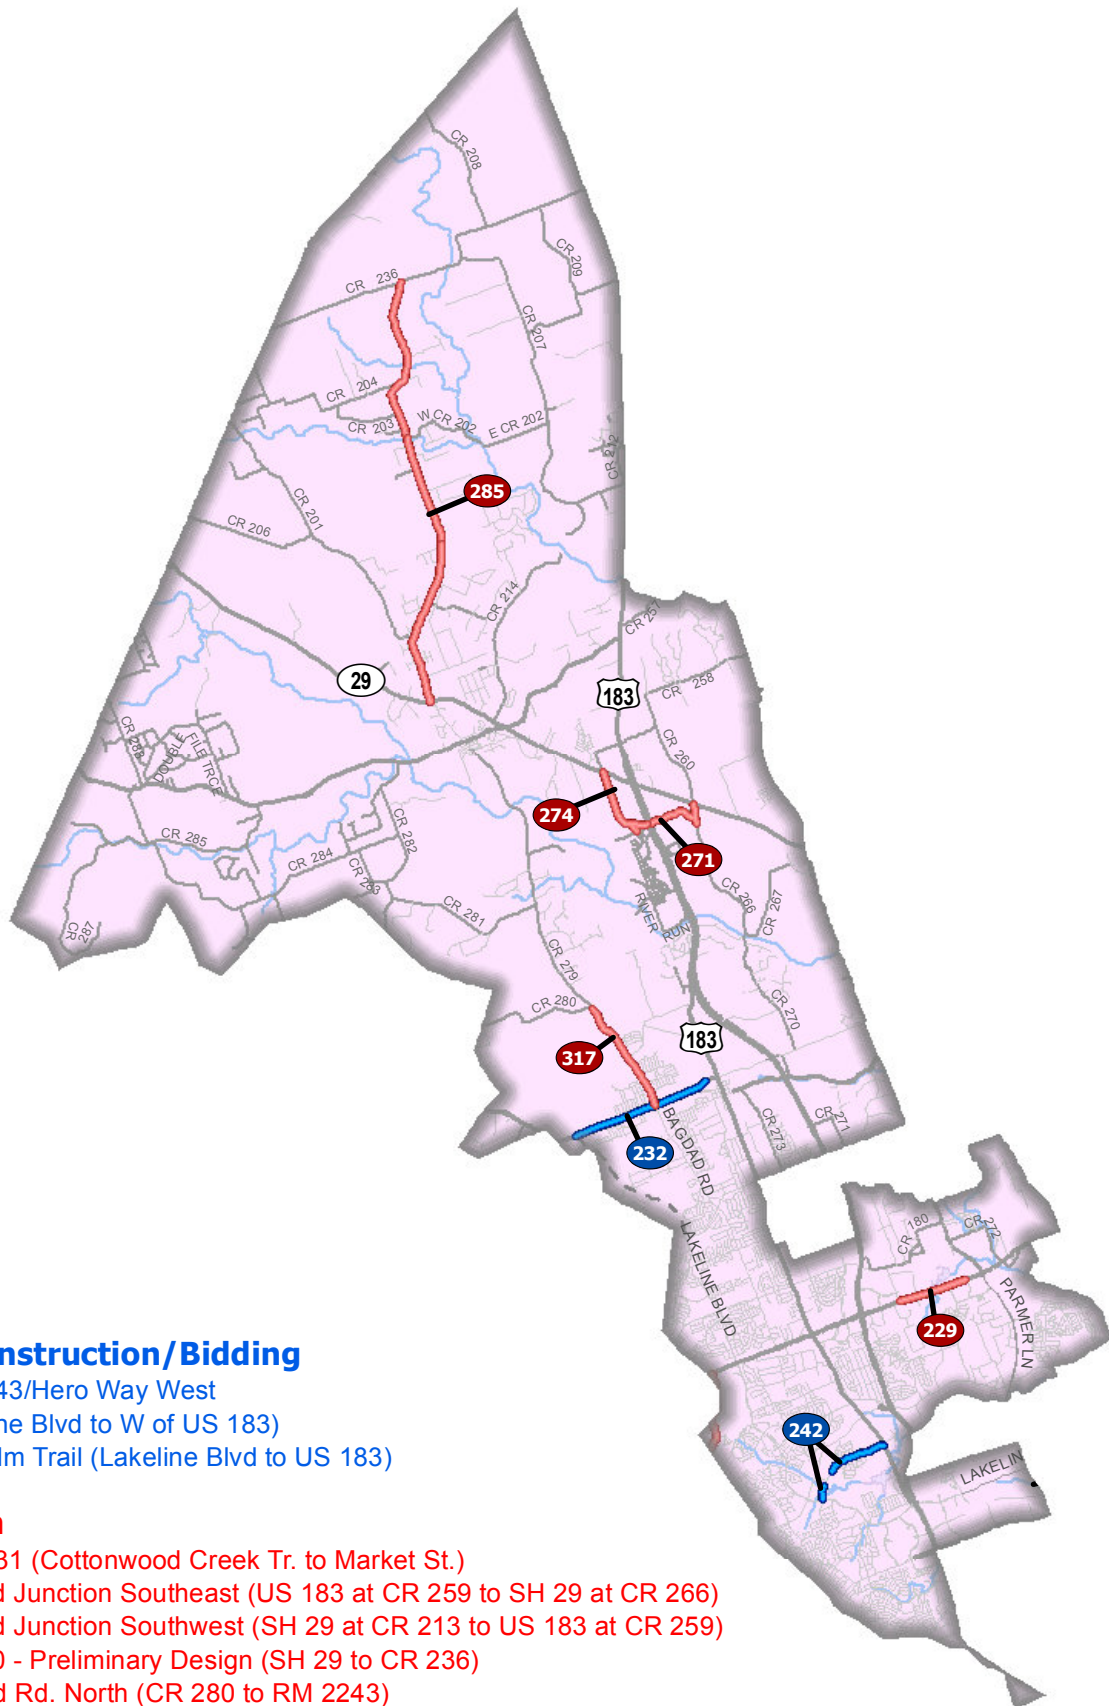 CR 208
CR 209
CR 236
CR 207
CR 204
CR 203
W CR 202
E CR 202
CR 212
285
CR 201
CR 206
CR 214
CR 257
29
183
CR 258
CR 288
DOUBLE
FILE TRCE
CR 260
274
271
CR 285
CR 284
CR 282
CR 283
CR 281
CR 287
RIVER
RUN
CR 266
CR 267
CR 279
CR 280
CR 270
183
317
232
BAGDAD RD
CR 273
CR 271
LAKELINE BLVD
CR 180
CR 272
PARMER LN
229
242
LAKELIN
nstruction/Bidding
43/Hero Way West
ne Blvd to W of US 183)
lm Trail (Lakeline Blvd to US 183)
n
31 (Cottonwood Creek Tr. to Market St.)
d Junction Southeast (US 183 at CR 259 to SH 29 at CR 266)
d Junction Southwest (SH 29 at CR 213 to US 183 at CR 259)
0 - Preliminary Design (SH 29 to CR 236)
d Rd. North (CR 280 to RM 2243)